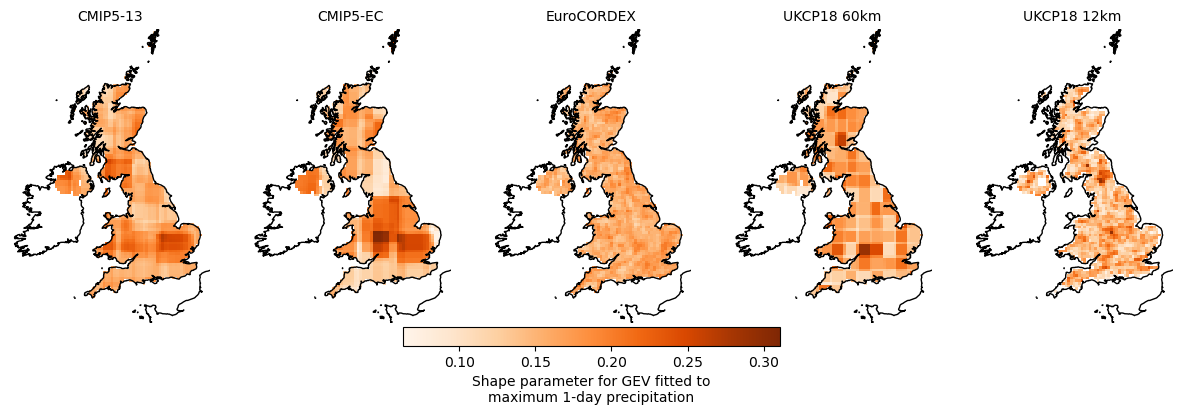 CMIP5-13
CMIP5-EC
EuroCORDEX
UKCP18 60km
UKCP18 12km
0.10
0.15
0.20
0.25
0.30
Shape parameter for GEV fitted to
maximum 1-day precipitation